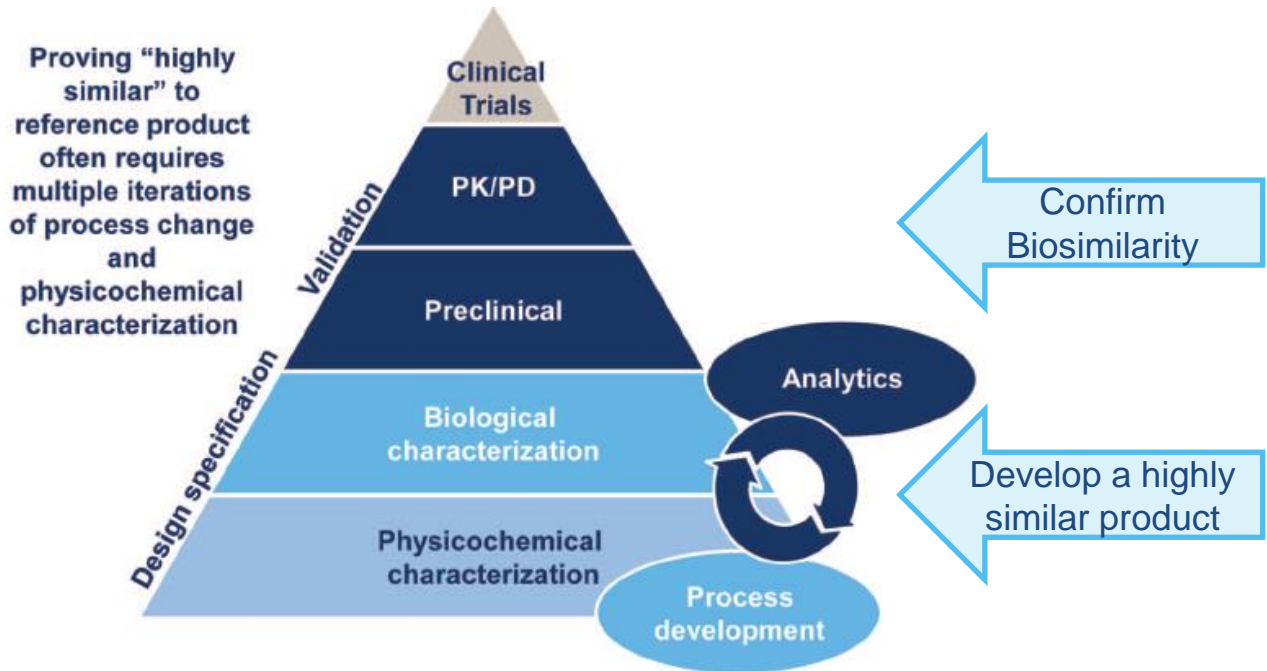 Proving “highly
similar” to
reference product
often requires
multiple iterations
of process change
and
physicochemical
characterization
Clinical
Trials
PK/PD
Preclinical
Biological
characterization
Physicochemical
characterization
Validation
Design specification
Analytics
Process
development
Confirm
Biosimilarity
Develop a highly
similar product